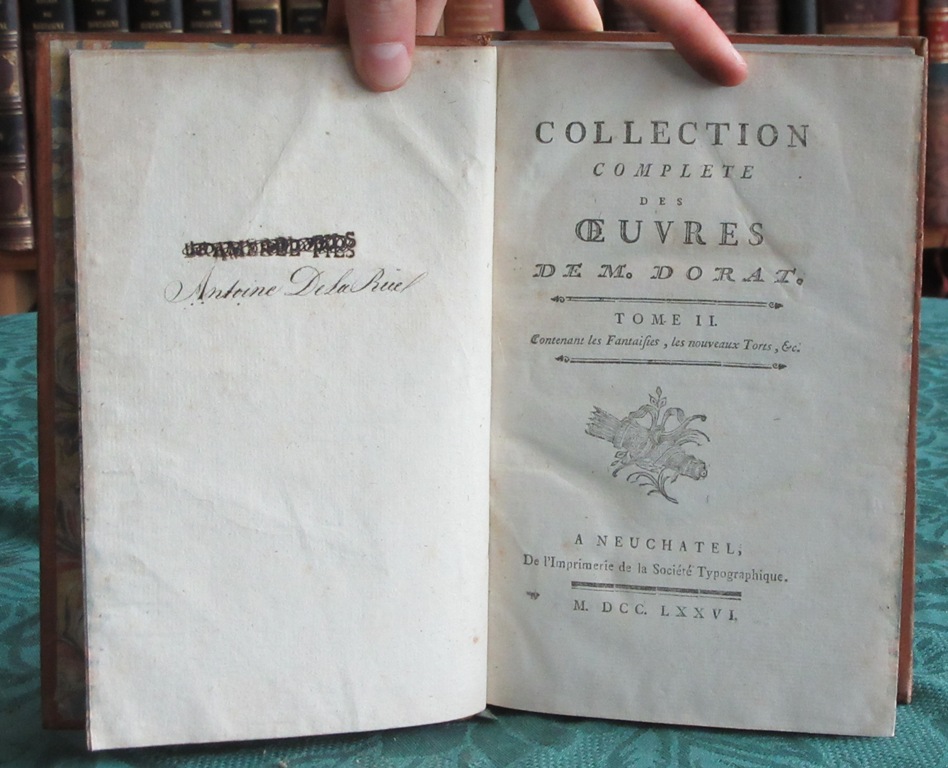 Antoine De la Ruel
COLLECTION
COMPLETE
DES
ŒUVRES
DE M. DORAT.
TOME II.
Contenant les Fantaiſies, les nouveaux Torts, &c.
A NEUCHATEL,
De l'Imprimerie de la Société Typographique.
M. DCC. LXXVI.